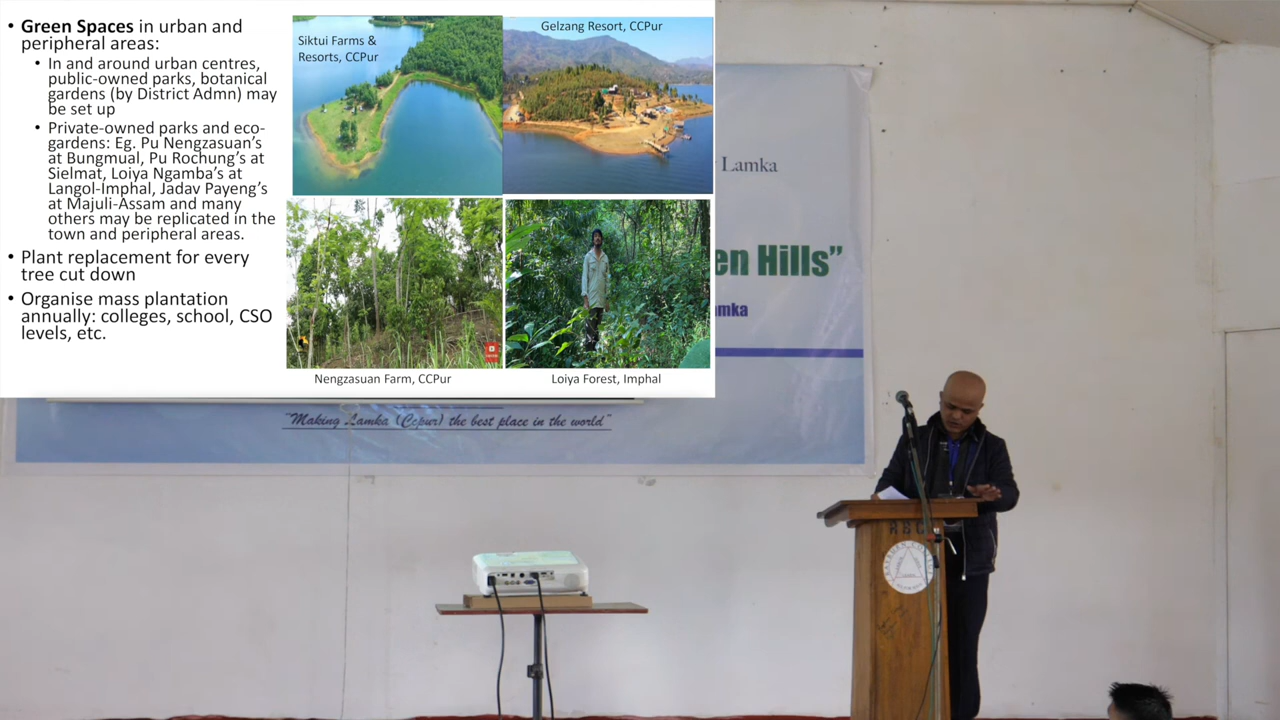 • Green Spaces in urban and
peripheral areas:
• In and around urban centres,
public-owned parks, botanical
gardens (by District Admn) may
be set up
• Private-owned parks and eco-
gardens: Eg. Pu Nengzasuan's
at Bungmual, Pu Rochung's at
Sielmat, Loiya Ngamba's at
Langol-Imphal, Jadav Payeng's
at Majuli-Assam and many
others may be replicated in the
town and peripheral areas.
• Plant replacement for every
tree cut down
• Organise mass plantation
annually: colleges, school, CSO
levels, etc.
Siktui Farms &
Resorts, CCPur
Gelzang Resort, CCPur
Nengzasuan Farm, CCPur
Loiya Forest, Imphal
Lamka
en Hills”
amka
“Making Lamka (Ccpur) the best place in the world”
RBC